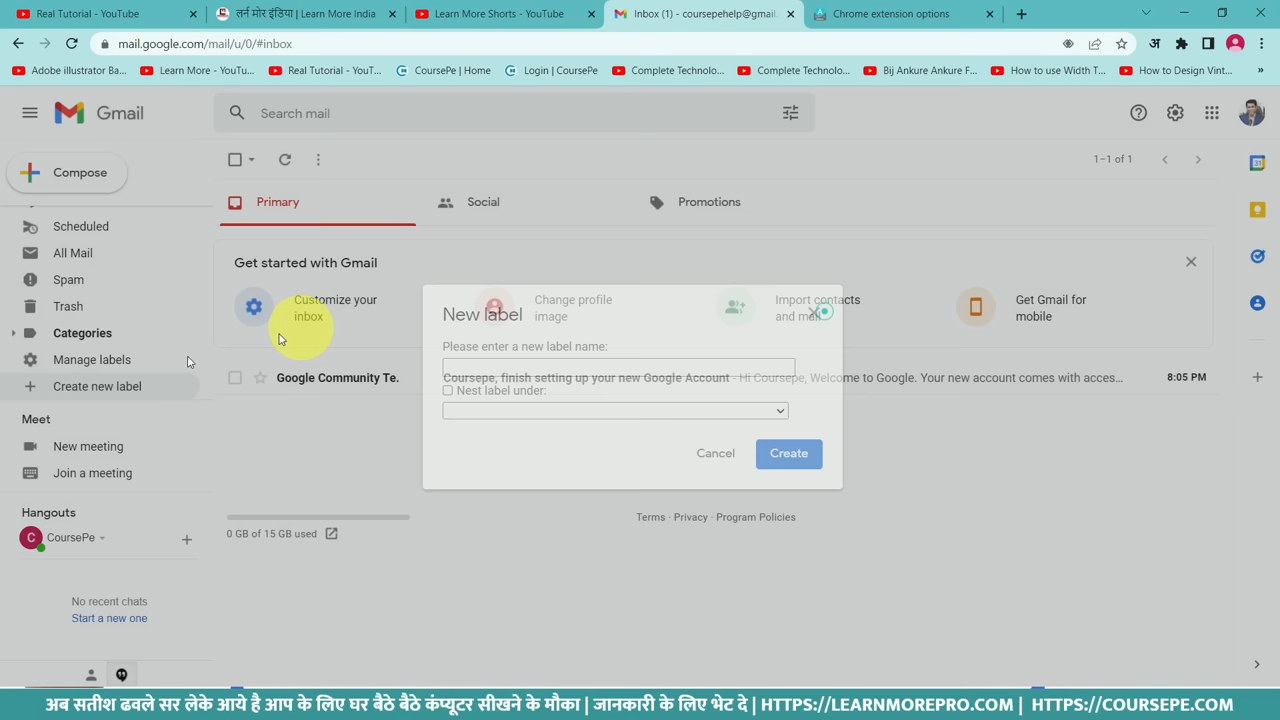 Real Tutorial - YouTube
लर्न मोर इंडिया | Learn More India
Learn More Shorts - YouTube
Inbox (1) - coursepehelp@gmail.
Chrome extension options
mail.google.com/mail/u/0/#inbox
अ
Adobe illustrator Ba...
Learn More - YouTu...
Real Tutorial - YouT...
CoursePe | Home
Login | CoursePe
Complete Technolo...
Complete Technolo...
Bij Ankure Ankure F...
How to use Width T...
How to Design Vint...
»
Gmail
Search mail
Compose
1–1 of 1
Primary
Social
Promotions
Scheduled
All Mail
Spam
Trash
Categories
Manage labels
Create new label
Get started with Gmail
Customize your
inbox
Change profile
image
Import contacts
and mail
Get Gmail for
mobile
New label
Please enter a new label name:
Google Community Te.
Coursepe, finish setting up your new Google Account - Hi Coursepe, Welcome to Google. Your new account comes with acces...
8:05 PM
Nest label under:
Cancel
Create
Meet
New meeting
Join a meeting
Hangouts
C
CoursePe
Terms · Privacy · Program Policies
0 GB of 15 GB used
No recent chats
Start a new one
अब सतीश ढवले सर लेके आये है आप के लिए घर बैठे बैठे कंप्यूटर सीखने के मौका | जानकारी के लिए भेट दे | HTTPS://LEARNMOREPRO.COM | HTTPS://COURSEPE.COM